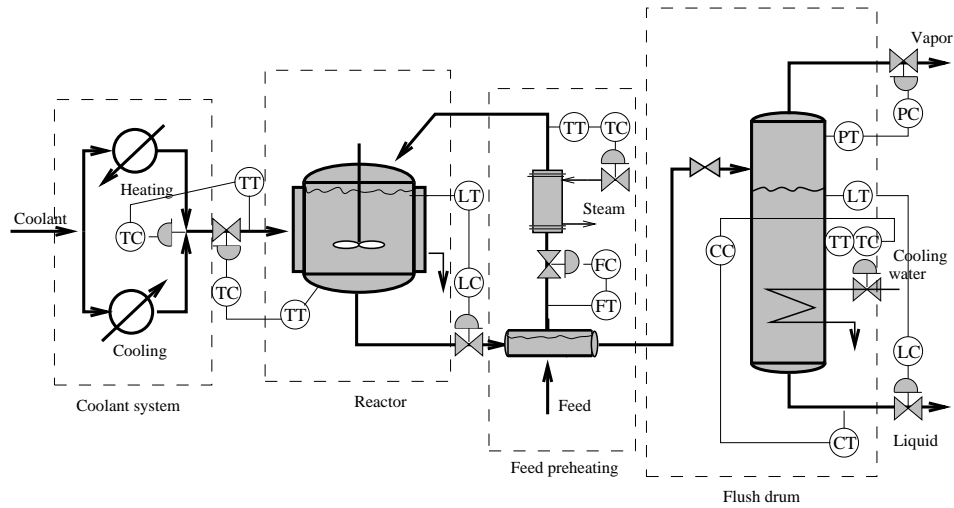 Vapor
TT
TC
PC
PT
Heating
TT
LT
Steam
LT
Coolant
TC
CC
TT
TC
Cooling
water
FC
TC
TT
LC
FT
Cooling
LC
Coolant system
Reactor
Feed
CT
Liquid
Feed preheating
Flush drum